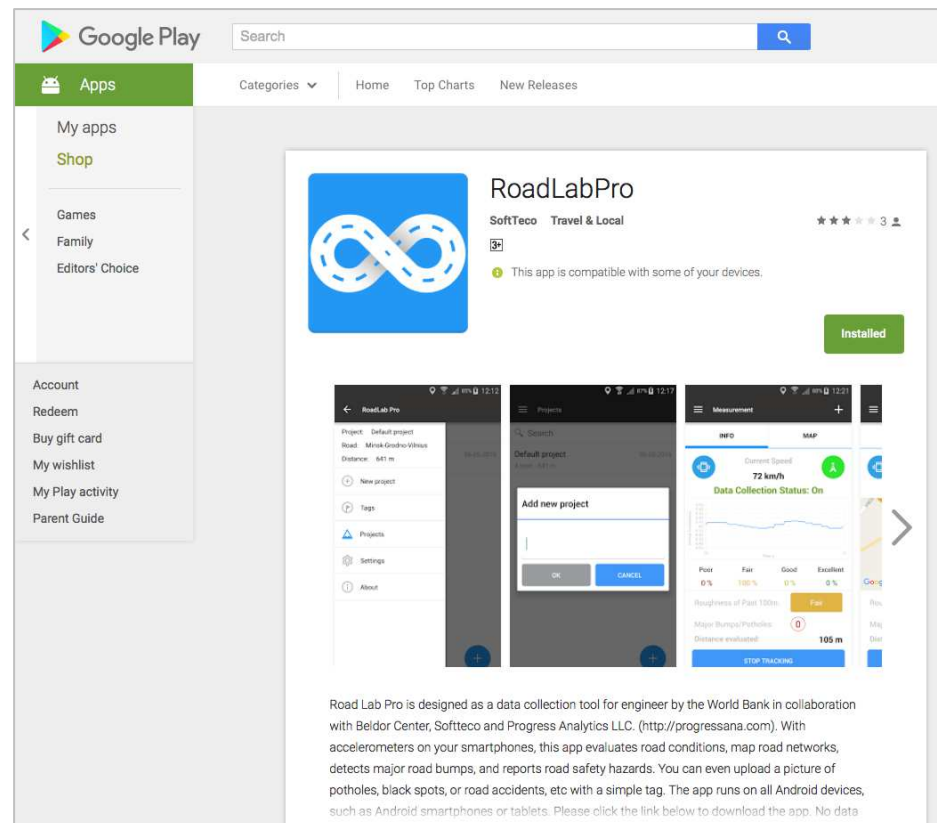 Google Play
Search
Apps
Categories
Home
Top Charts
New Releases
My apps
Shop
Games
Family
Editors' Choice
Account
Redeem
Buy gift card
My wishlist
My Play activity
Parent Guide
RoadLabPro
SoftTeco Travel & Local
3
3+
This app is compatible with some of your devices.
Installed
12:12
RoadLab Pro
Project: Default project
Road: Minsk-Grodno-Vilnius
Distance: 641 m
New project
Tags
Projects
Settings
About
12:17
Projects
Search
Default project
Add new project
OK
CANCEL
12:21
Measurement
INFO
MAP
Current Speed
72 km/h
Data Collection Status: On
Poor Fair Good Excellent
0 % 100 % 0 % 0 %
Roughness of Past 100m:
Fair
Major Bumps/Potholes:
0
Distance evaluated:
105 m
STOP TRACKING
Road Lab Pro is designed as a data collection tool for engineer by the World Bank in collaboration
with Beldor Center, Softteco and Progress Analytics LLC. (http://progressana.com). With
accelerometers on your smartphones, this app evaluates road conditions, map road networks,
detects major road bumps, and reports road safety hazards. You can even upload a picture of
potholes, black spots, or road accidents, etc with a simple tag. The app runs on all Android devices,
such as Android smartphones or tablets. Please click the link below to download the app. No data